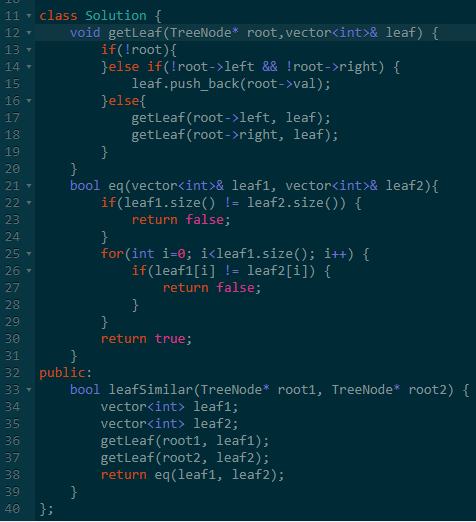 11 class Solution {
12     void getLeaf(TreeNode* root,vector<int>& leaf) {
13         if(!root){
14         }else if(!root->left && !root->right) {
15             leaf.push_back(root->val);
16         }else{
17             getLeaf(root->left, leaf);
18             getLeaf(root->right, leaf);
19         }
20     }
21     bool eq(vector<int>& leaf1, vector<int>& leaf2){
22         if(leaf1.size() != leaf2.size()) {
23             return false;
24         }
25         for(int i=0; i<leaf1.size(); i++) {
26             if(leaf1[i] != leaf2[i]) {
27                 return false;
28             }
29         }
30         return true;
31     }
32 public:
33     bool leafSimilar(TreeNode* root1, TreeNode* root2) {
34         vector<int> leaf1;
35         vector<int> leaf2;
36         getLeaf(root1, leaf1);
37         getLeaf(root2, leaf2);
38         return eq(leaf1, leaf2);
39     }
40 };